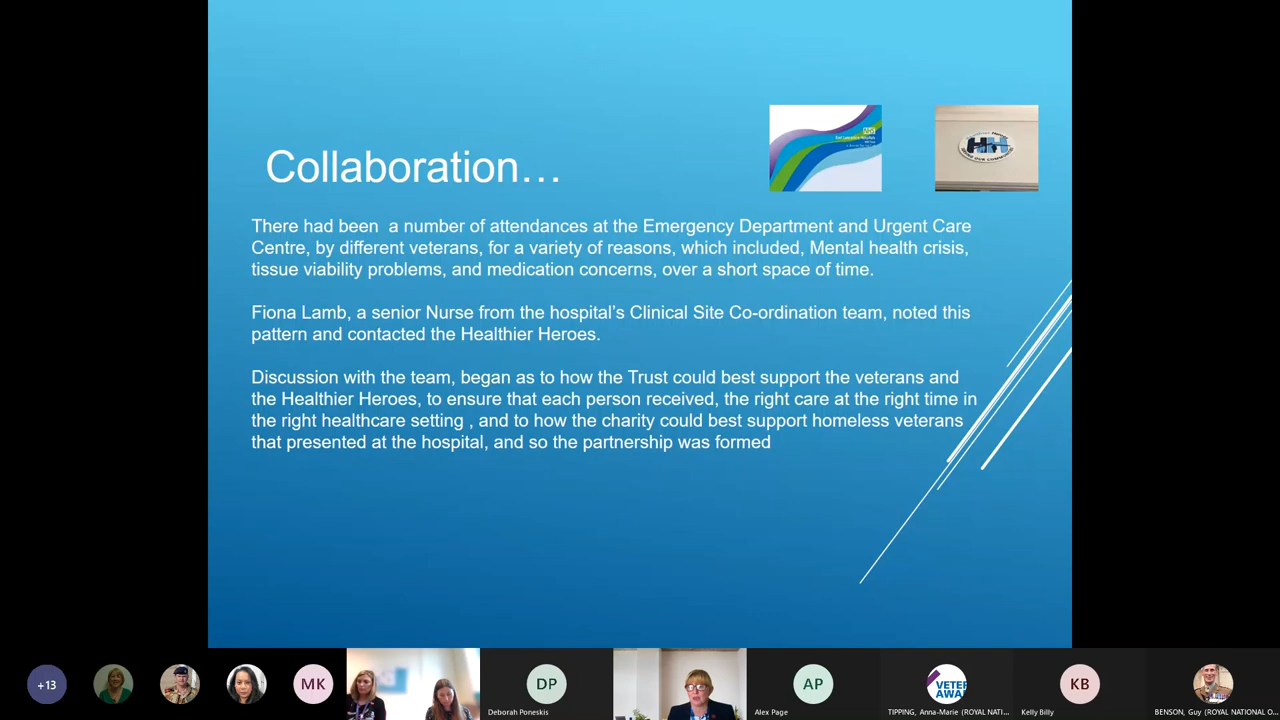 Collaboration…
NHS
There had been  a number of attendances at the Emergency Department and Urgent Care
Centre, by different veterans, for a variety of reasons, which included, Mental health crisis,
tissue viability problems, and medication concerns, over a short space of time.
Fiona Lamb, a senior Nurse from the hospital's Clinical Site Co-ordination team, noted this
pattern and contacted the Healthier Heroes.
Discussion with the team, began as to how the Trust could best support the veterans and
the Healthier Heroes, to ensure that each person received, the right care at the right time in
the right healthcare setting , and to how the charity could best support homeless veterans
that presented at the hospital, and so the partnership was formed
+13
MK
DP
Deborah Poneskis
AP
Alex Page
VETER
AWA
TIPPING, Anna-Marie (ROYAL NATI...
KB
Kelly Billy
BENSON, Guy (ROYAL NATIONAL O...